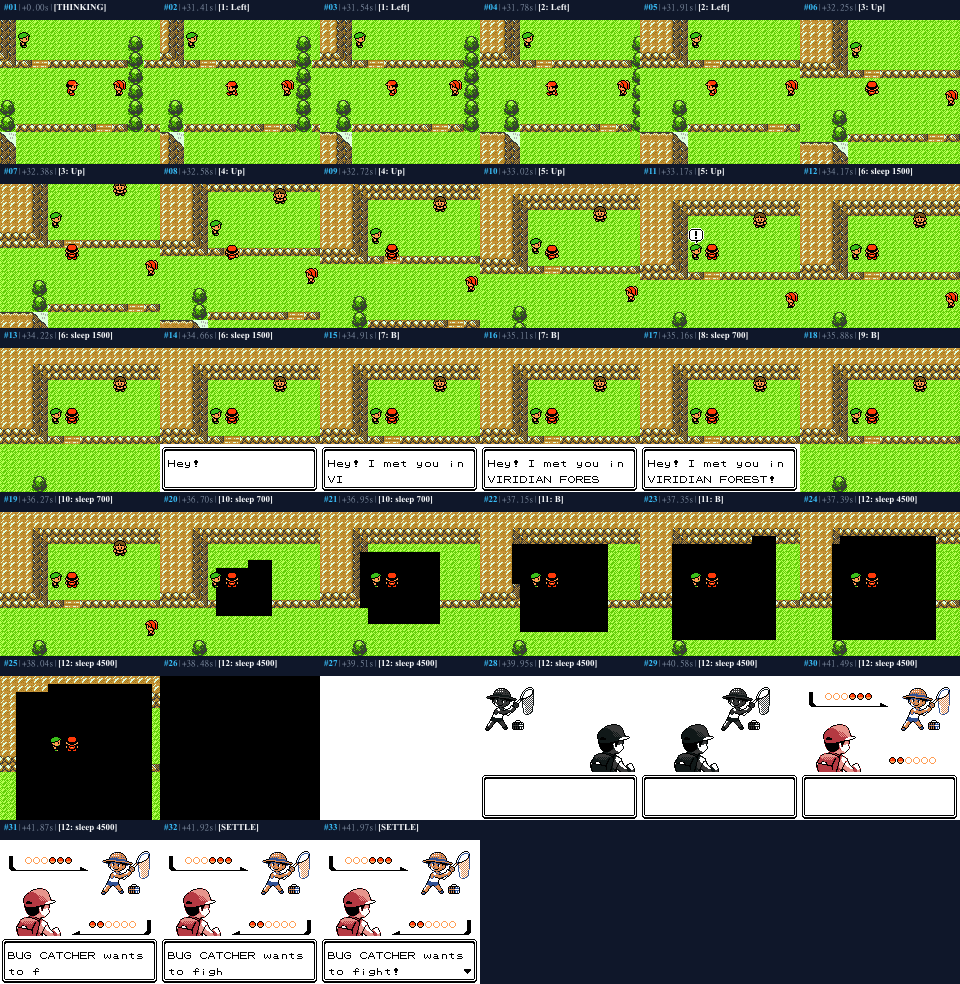 #01|+0.00s|[THINKING] #02|+31.41s|[1: Left] #03|+31.54s|[1: Left] #04|+31.78s|[2: Left] #05|+31.91s|[2: Left] #06|+32.25s|[3: Up]
#07|+32.38s|[3: Up] #08|+32.58s|[4: Up] #09|+32.72s|[4: Up] #10|+33.02s|[5: Up] #11|+33.17s|[5: Up] #12|+34.17s|[6: sleep 1500]
!
#13|+34.22s|[6: sleep 1500] #14|+34.66s|[6: sleep 1500] #15|+34.91s|[7: B] #16|+35.11s|[7: B] #17|+35.16s|[8: sleep 700] #18|+35.88s|[9: B]
Hey!
Hey! I met you in
VI
Hey! I met you in
VIRIDIAN FORES
Hey! I met you in
VIRIDIAN FOREST!
#19|+36.27s|[10: sleep 700] #20|+36.70s|[10: sleep 700] #21|+36.95s|[10: sleep 700] #22|+37.15s|[11: B] #23|+37.35s|[11: B] #24|+37.39s|[12: sleep 4500]
#25|+38.04s|[12: sleep 4500] #26|+38.48s|[12: sleep 4500] #27|+39.51s|[12: sleep 4500] #28|+39.95s|[12: sleep 4500] #29|+40.58s|[12: sleep 4500] #30|+41.49s|[12: sleep 4500]
#31|+41.87s|[12: sleep 4500] #32|+41.92s|[SETTLE] #33|+41.97s|[SETTLE]
BUG CATCHER wants
to f
BUG CATCHER wants
to figh
BUG CATCHER wants
to fight!